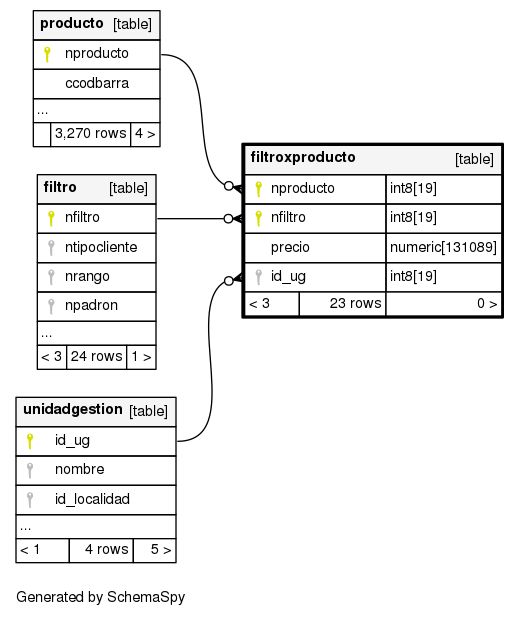 producto [table]
nproducto
ccodbarra
...
3,270 rows 4 >
filtro [table]
nfiltro
ntipocliente
nrango
npadron
...
< 3 24 rows 1 >
unidadgestion [table]
id_ug
nombre
id_localidad
...
< 1 4 rows 5 >
filtroxproducto [table]
nproducto int8[19]
nfiltro int8[19]
precio numeric[131089]
id_ug int8[19]
< 3 23 rows 0 >
Generated by SchemaSpy